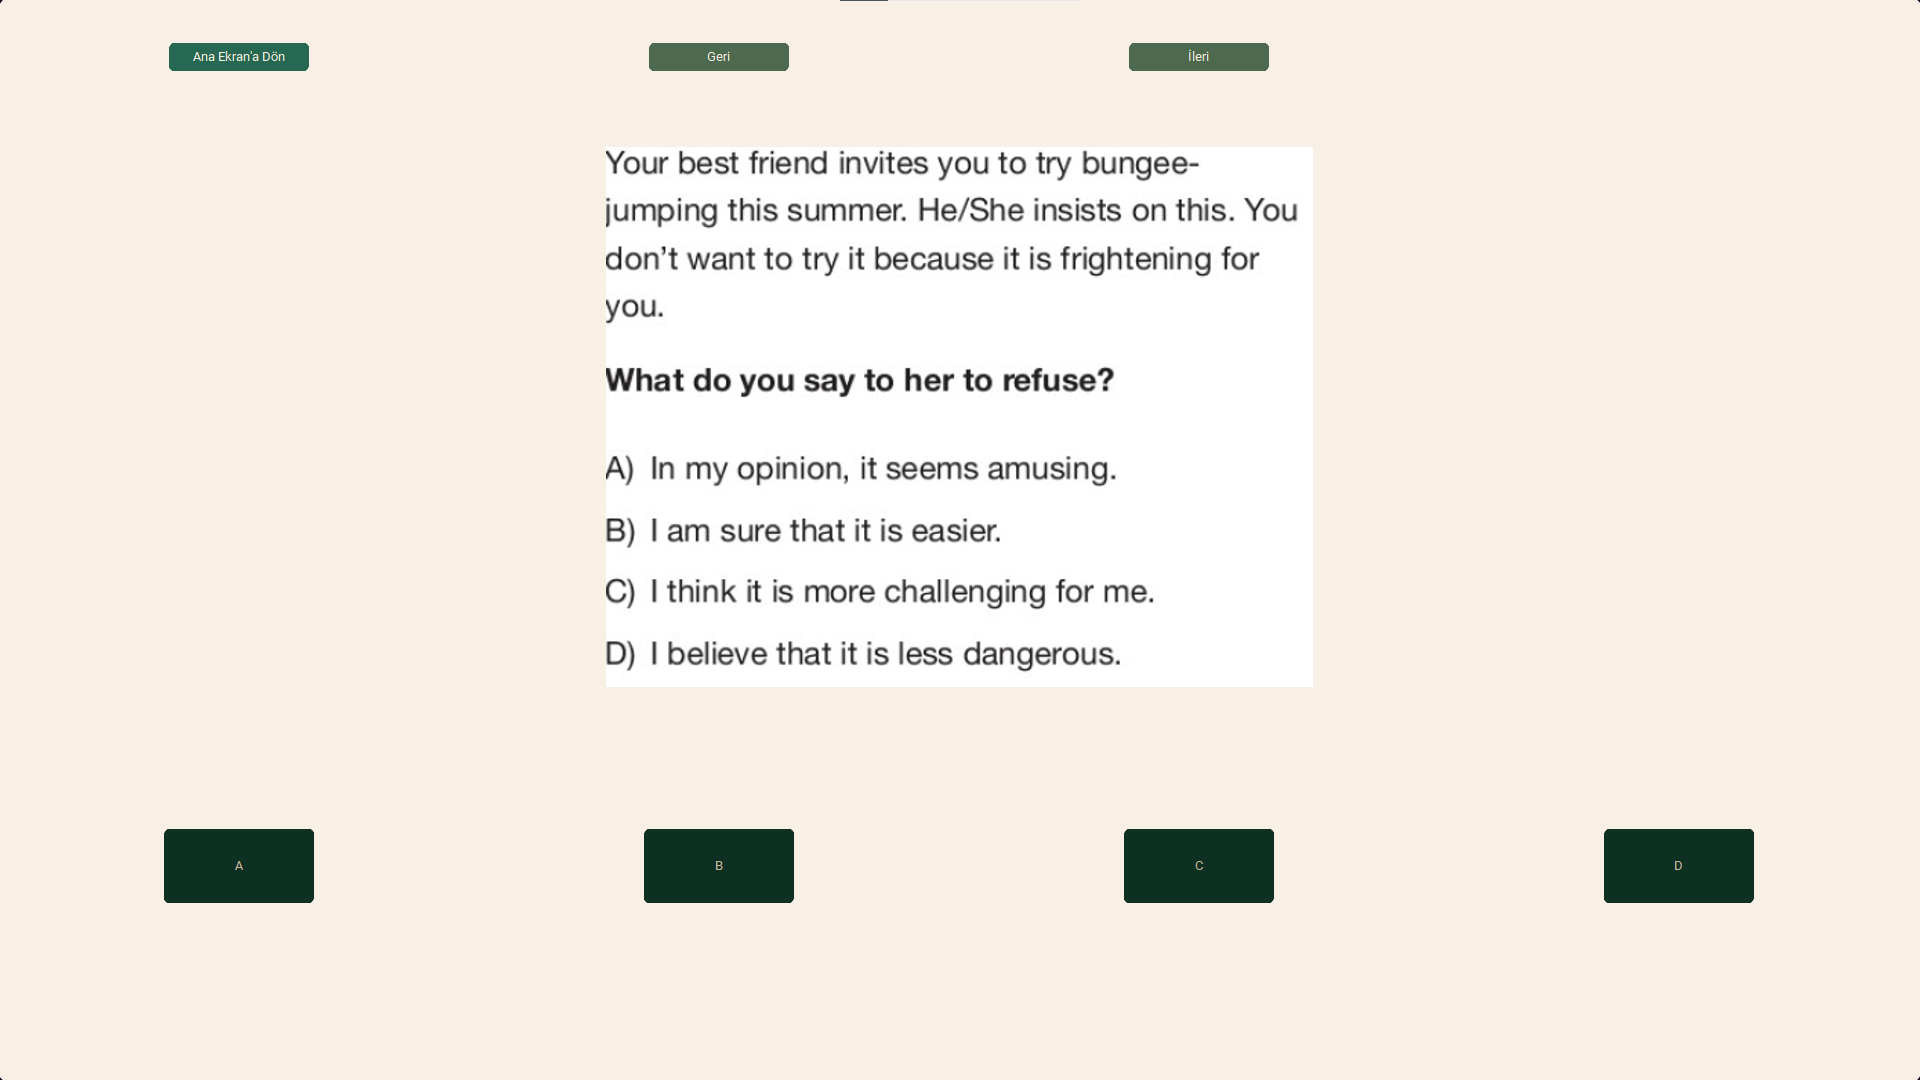 Ana Ekran'a Dön
Geri
İleri
Your best friend invites you to try bungee-
jumping this summer. He/She insists on this. You
don’t want to try it because it is frightening for
you.
What do you say to her to refuse?
A) In my opinion, it seems amusing.
B) I am sure that it is easier.
C) I think it is more challenging for me.
D) I believe that it is less dangerous.
A
B
C
D